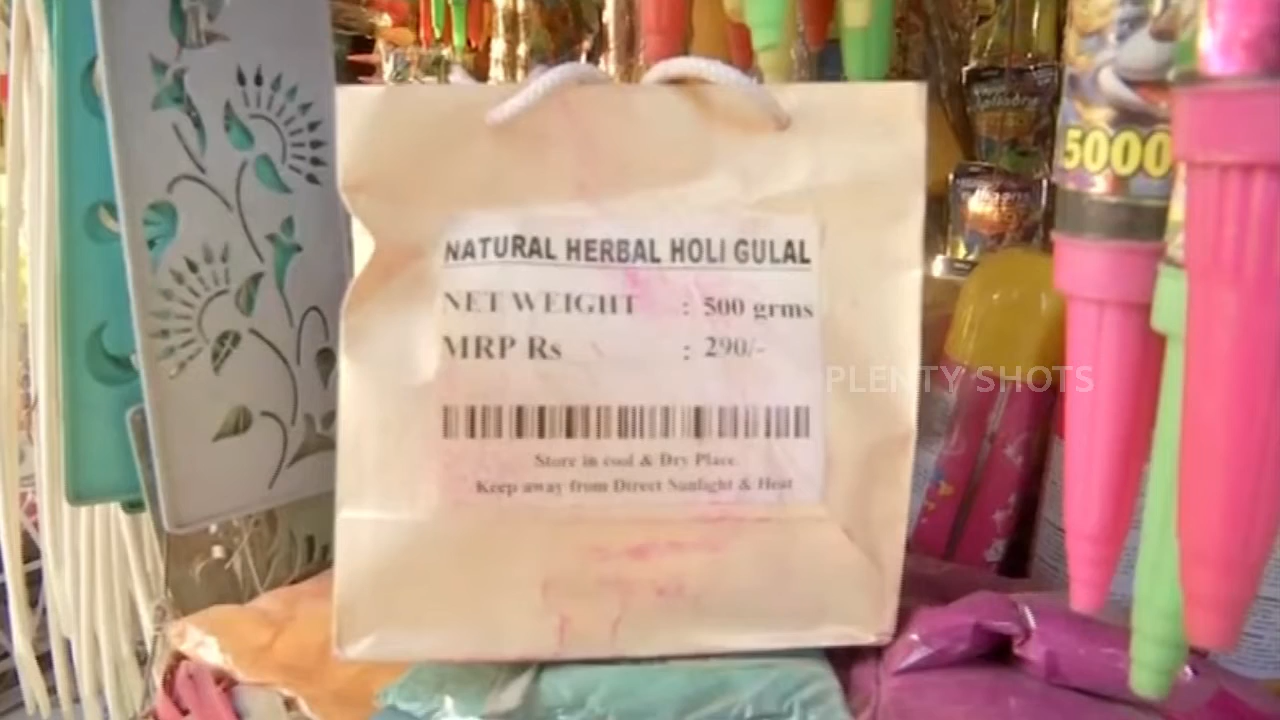 NATURAL HERBAL HOLI GULAL
NET WEIGHT : 500 grms
MRP Rs : 290/-
Store in cool & Dry Place
Keep away from Direct Sunlight & Heat
5000
PLENTY SHOTS